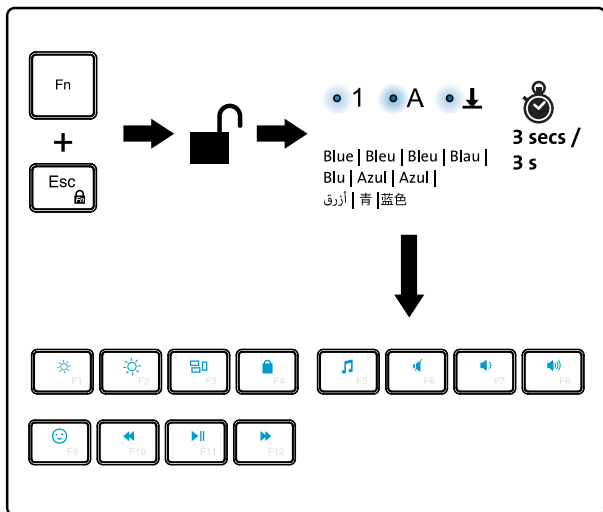 Fn
+
Esc
Fn
1 A
3 secs /
3 s
Blue | Bleu | Bleu | Blau |
Blu | Azul | Azul |
أزرق | 青 | 蓝色
F1 F2 F3 F4 F5 F6 F7 F8
F9 F10 F11 F12